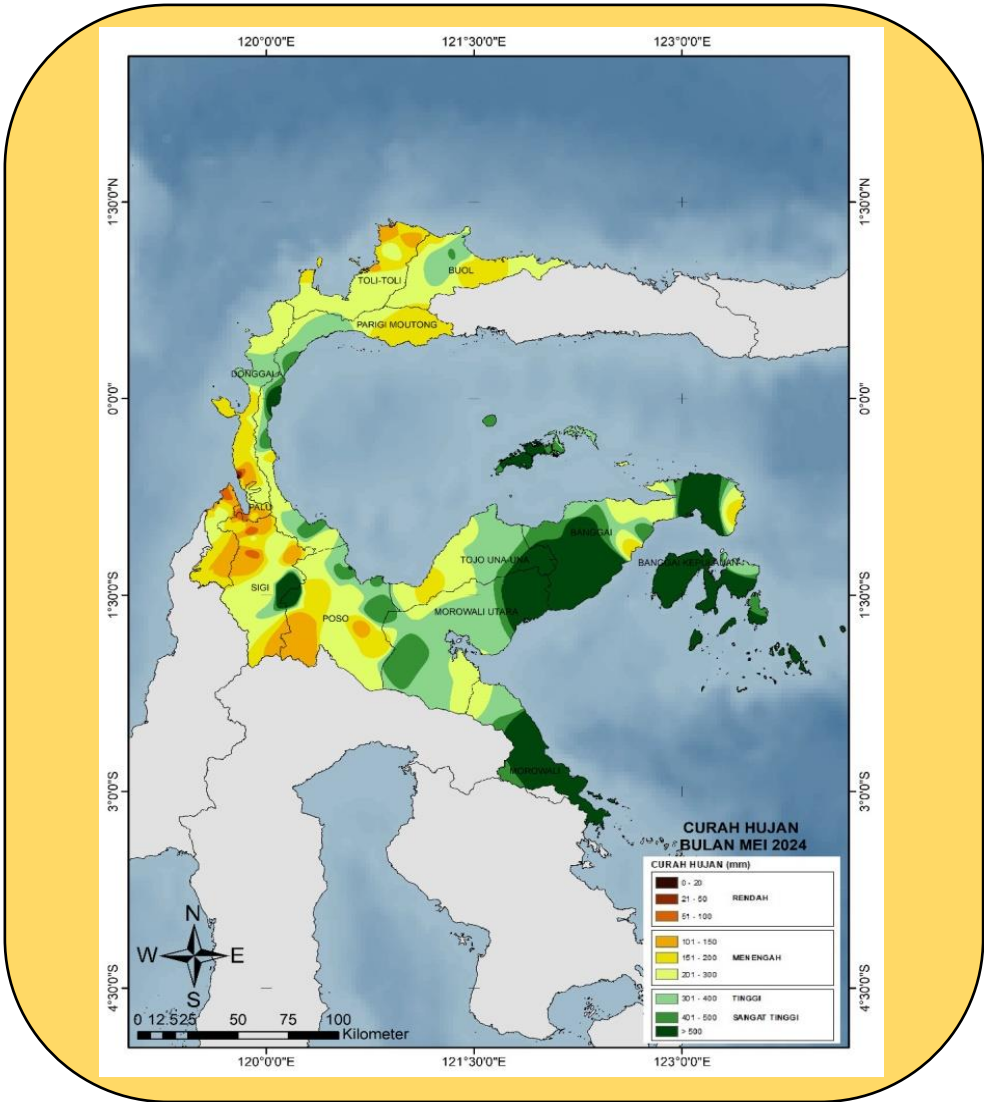 120°0'0"E 121°30'0"E 123°0'0"E
1°30'0"N 1°30'0"N
BUOL
TOLI-TOLI
PARIGI MOUTONG
DONGGALA
0°0'0" 0°0'0"
PALU
BANGGAI
TOJO UNA-UNA
BANGGAI KEPULAUAN
SIGI
1°30'0"S 1°30'0"S
MOROWALI UTARA
POSO
MOROWALI
3°0'0"S 3°0'0"S
CURAH HUJAN
BULAN MEI 2024
CURAH HUJAN (mm)
0 - 20
21 - 50 RENDAH
51 - 100
101 - 150
151 - 200 MENENGAH
201 - 300
301 - 400 TINGGI
401 - 500 SANGAT TINGGI
> 500
N
W E
S
4°30'0"S 4°30'0"S
0 12.525 50 75 100
Kilometer
120°0'0"E 121°30'0"E 123°0'0"E